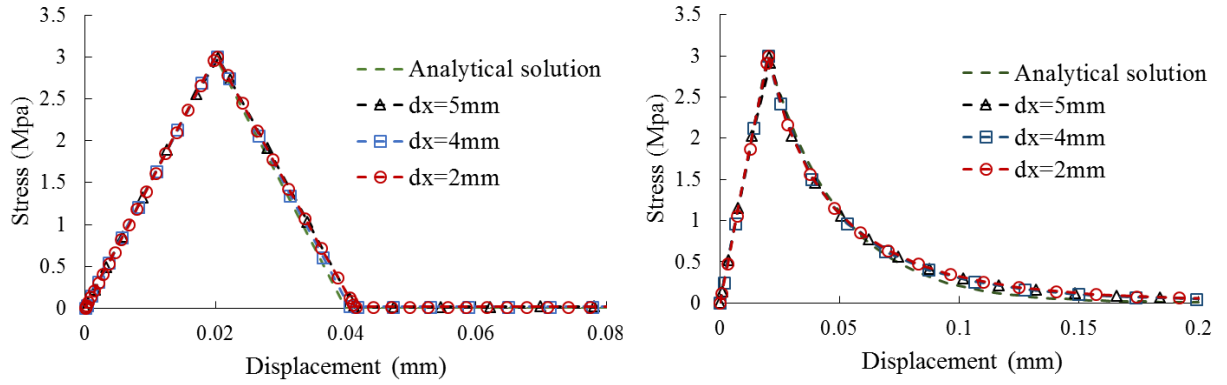 3.5
3
2.5
2
1.5
1
0.5
0
Stress (Mpa)
Analytical solution
dx=5mm
dx=4mm
dx=2mm
0 0.02 0.04 0.06 0.08
Displacement (mm)
3.5
3
2.5
2
1.5
1
0.5
0
Stress (Mpa)
Analytical solution
dx=5mm
dx=4mm
dx=2mm
0 0.05 0.1 0.15 0.2
Displacement (mm)